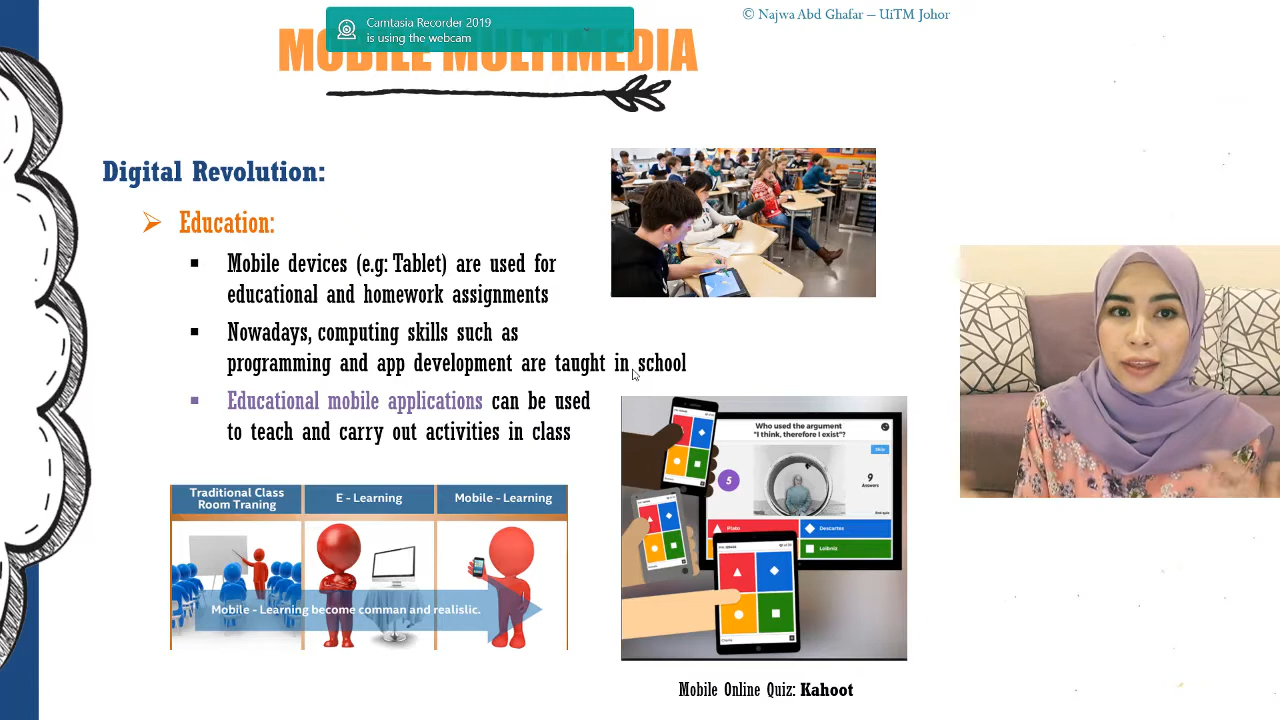 Camtasia Recorder 2019
is using the webcam
© Najwa Abd Ghafar – UiTM Johor
MOBILE MULTIMEDIA
Digital Revolution:
Education:
Mobile devices (e.g: Tablet) are used for
educational and homework assignments
Nowadays, computing skills such as
programming and app development are taught in school
Educational mobile applications can be used
to teach and carry out activities in class
Traditional Class
Room Traning
E - Learning
Mobile - Learning
Mobile - Learning become comman and realislic.
Who used the argument
"I think, therefore I exist"?
5
Skip
9
Answers
End quiz
Plato
Descartes
Leibniz
Mobile Online Quiz: Kahoot